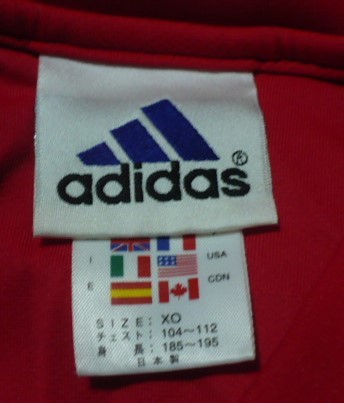 adidas®
I USA
E CDN
SIZE: XO
チェスト: 104〜112
身長: 185〜195
日本製